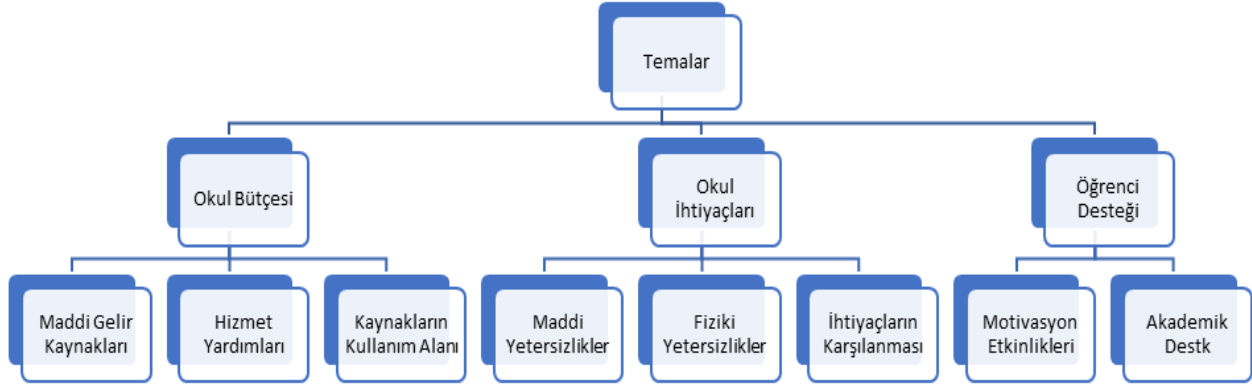 Temalar
Okul Bütçesi
Okul
İhtiyaçları
Öğrenci
Desteği
Maddi Gelir
Kaynakları
Hizmet
Yardımları
Kaynakların
Kullanım Alanı
Maddi
Yetersizlikler
Fiziki
Yetersizlikler
İhtiyaçların
Karşılanması
Motivasyon
Etkinlikleri
Akademik
Destk